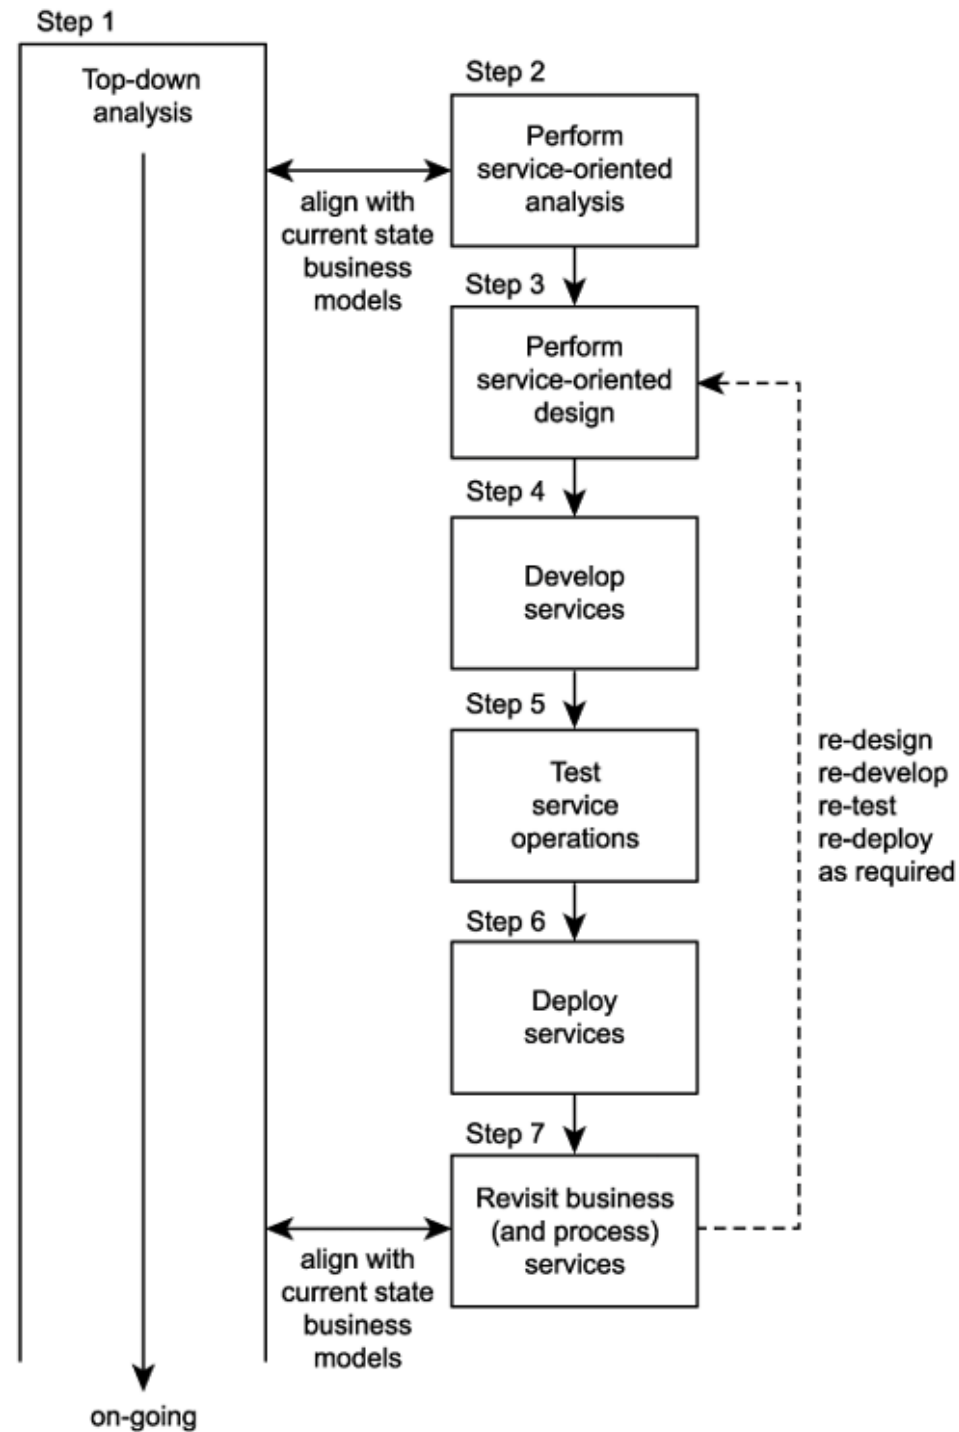 Step 1
Top-down
analysis
Step 2
Perform
service-oriented
analysis
align with
current state
business
models
Step 3
Perform
service-oriented
design
Step 4
Develop
services
Step 5
Test
service
operations
re-design
re-develop
re-test
re-deploy
as required
Step 6
Deploy
services
Step 7
Revisit business
(and process)
services
align with
current state
business
models
on-going